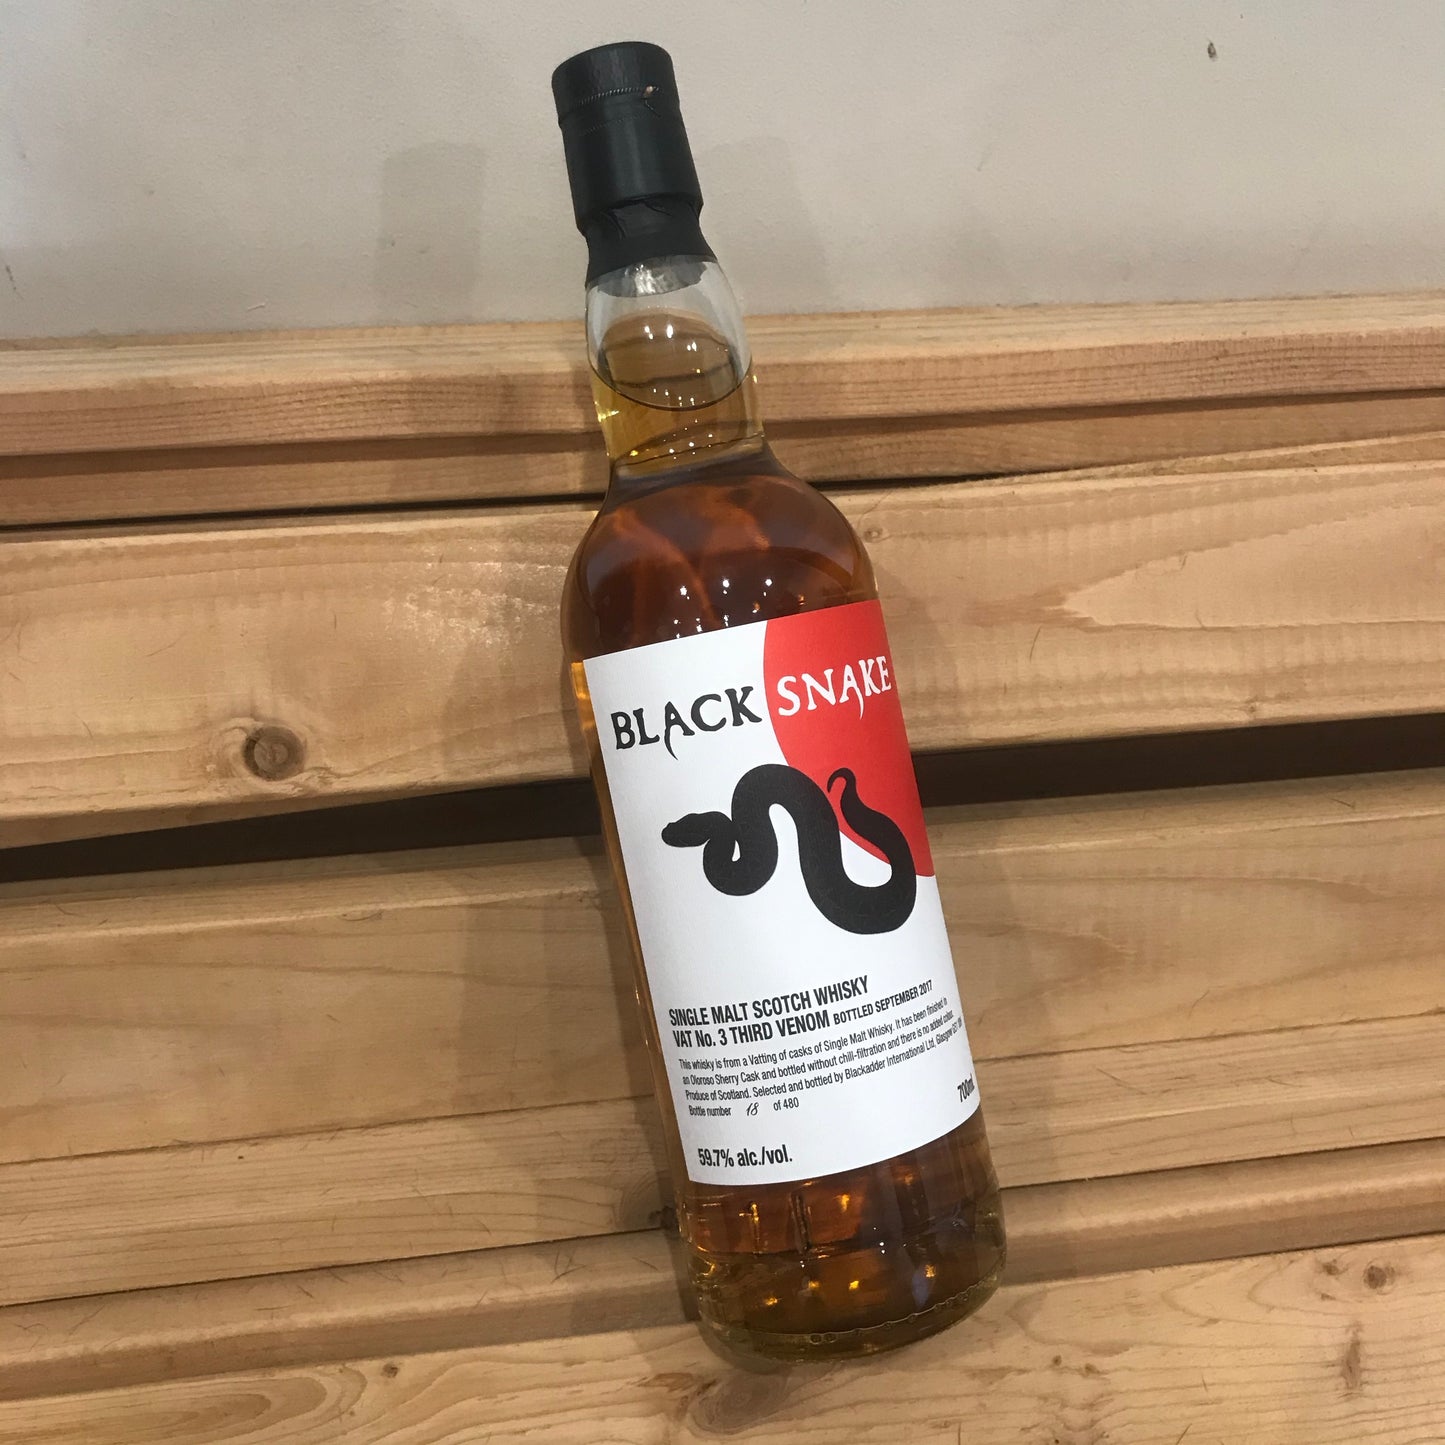 BLACK SNAKE
SINGLE MALT SCOTCH WHISKY
VAT No. 3 THIRD VENOM BOTTLED SEPTEMBER 2017
This whisky is from a Vatting of casks of Single Malt Whisky. It has been finished in
an Oloroso Sherry Cask and bottled without chill-filtration and there is no added colour.
Produce of Scotland. Selected and bottled by Blackadder International Ltd, Glasgow
Bottle number 18 of 480
700mL
59.7% alc./vol.